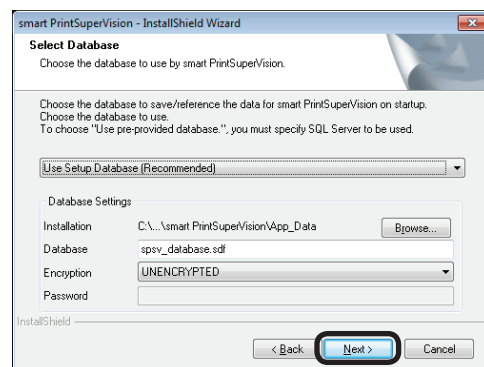 smart PrintSuperVision - InstallShield Wizard
Select Database
Choose the database to use by smart PrintSuperVision.
Choose the database to save/reference the data for smart PrintSuperVision on startup.
Choose the database to use.
To choose "Use pre-provided database.", you must specify SQL Server to be used.
Use Setup Database (Recommended)
Database Settings
Installation C:\...\smart PrintSuperVision\App_Data Browse...
Database spsv_database.sdf
Encryption UNENCRYPTED
Password
InstallShield
< Back Next > Cancel